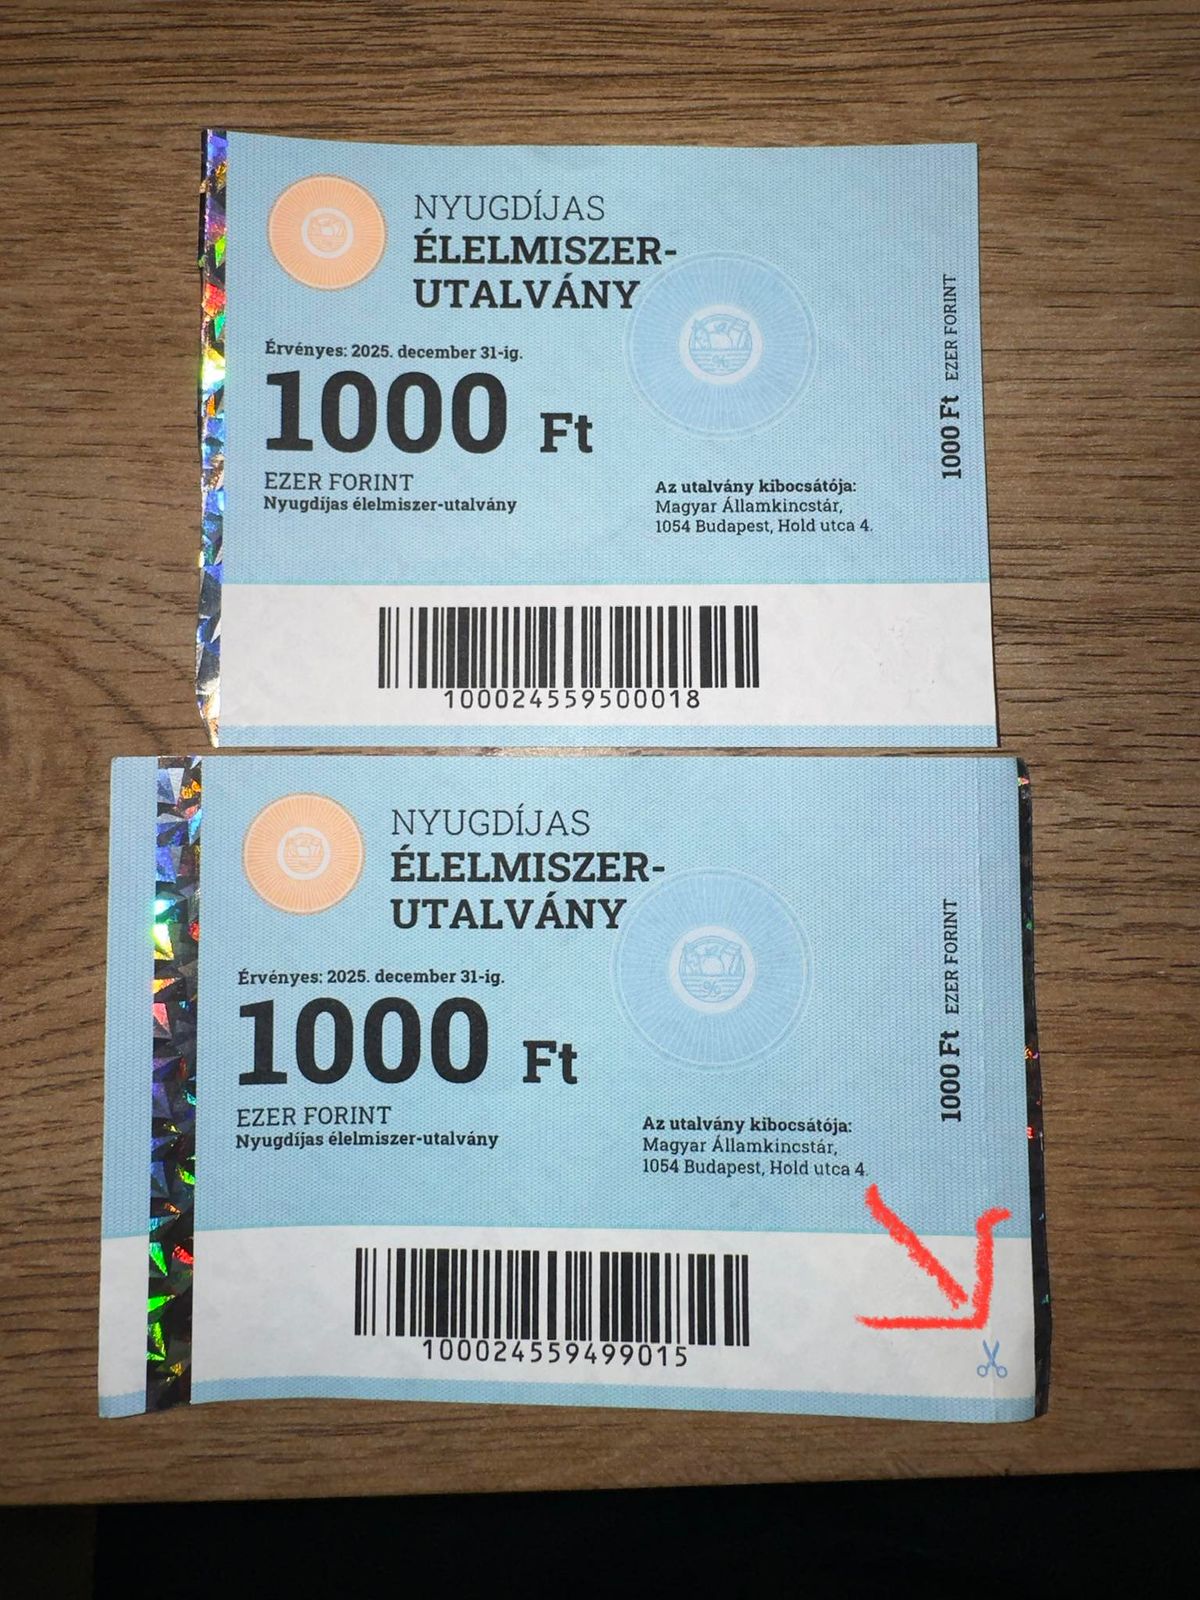 NYUGDÍJAS
ÉLELMISZER-
UTALVÁNY
Érvényes: 2025. december 31-ig.
1000 Ft
EZER FORINT
Nyugdíjas élelmiszer-utalvány
Az utalvány kibocsátója:
Magyar Államkincstár,
1054 Budapest, Hold utca 4.
1000 Ft EZER FORINT
100024559500018
NYUGDÍJAS
ÉLELMISZER-
UTALVÁNY
Érvényes: 2025. december 31-ig.
1000 Ft
EZER FORINT
Nyugdíjas élelmiszer-utalvány
Az utalvány kibocsátója:
Magyar Államkincstár,
1054 Budapest, Hold utca 4.
1000 Ft EZER FORINT
100024559499015